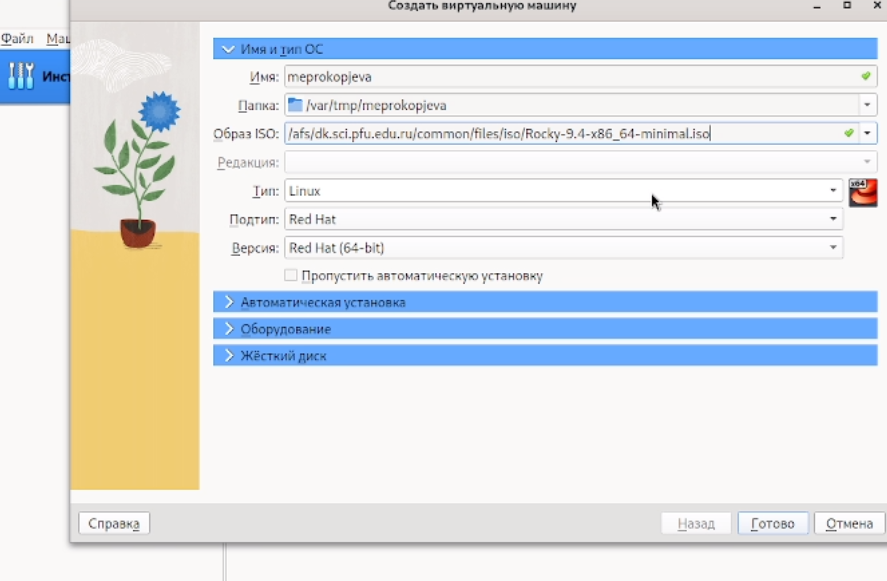 Создать виртуальную машину
Файл Маш
Инст
Имя и тип ОС
Имя: meprokopjeva
Папка: /var/tmp/meprokopjeva
Образ ISO: /afs/dk.sci.pfu.edu.ru/common/files/iso/Rocky-9.4-x86_64-minimal.iso
Редакция:
Тип: Linux
x64
Подтип: Red Hat
Версия: Red Hat (64-bit)
Пропустить автоматическую установку
Автоматическая установка
Оборудование
Жёсткий диск
Справка Назад Готово Отмена